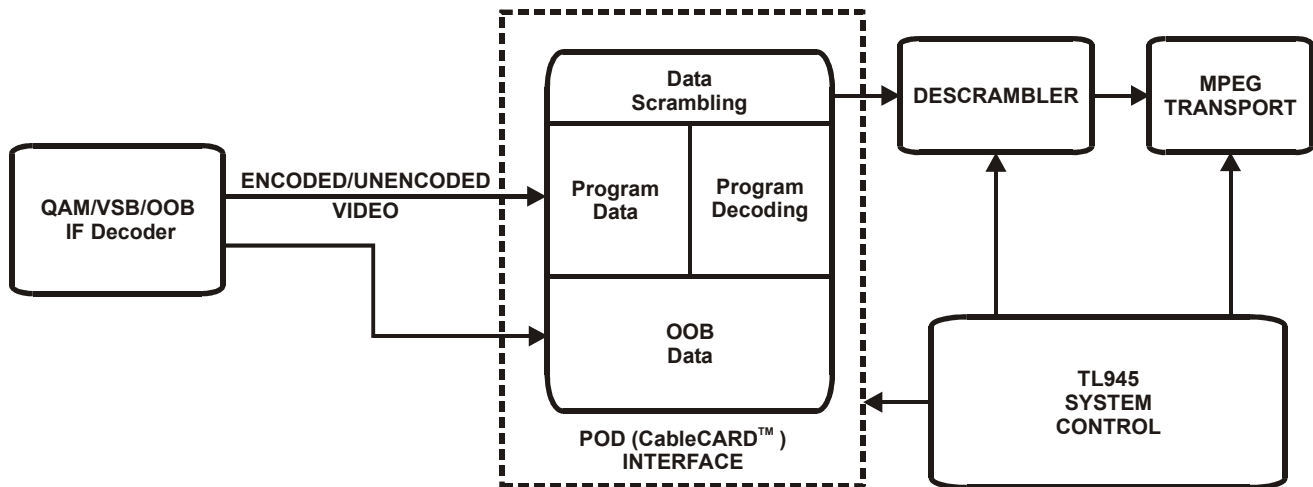 QAM/VSB/OOB
IF Decoder
ENCODED/UNENCODED
VIDEO
Data
Scrambling
Program
Data
Program
Decoding
OOB
Data
POD (CableCARD™ )
INTERFACE
DESCRAMBLER
MPEG
TRANSPORT
TL945
SYSTEM
CONTROL